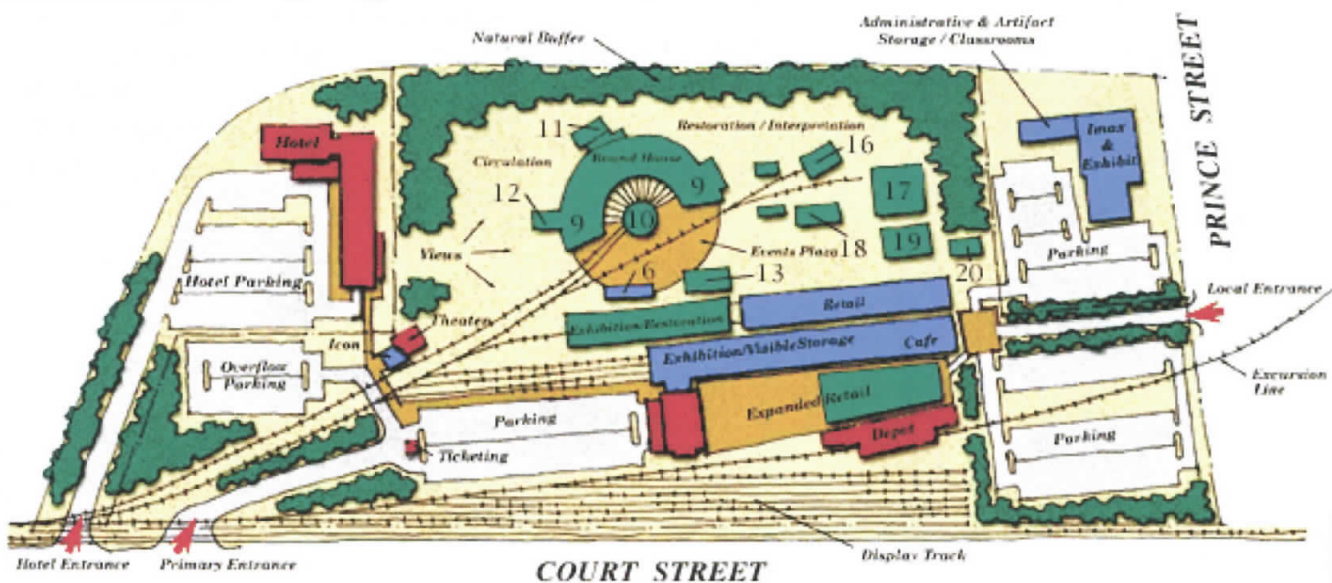 Administrative & Artifact
Storage / Classrooms
Natural Buffer
PRINCE STREET
11
Restoration / Interpretation
Imax
&
Exhibit
Hotel
Circulation
Round House
16
12
9
17
9
10
18
19
20
Views
Events Plaza
Parking
Hotel Parking
6
13
Local Entrance
Theater
Retail
Icon
Exhibition/Restoration
Exhibition/Visible Storage
Cafe
Overflow
Parking
Excursion
Line
Expanded Retail
Parking
Depot
Parking
Ticketing
Hotel Entrance
Primary Entrance
COURT STREET
Display Track